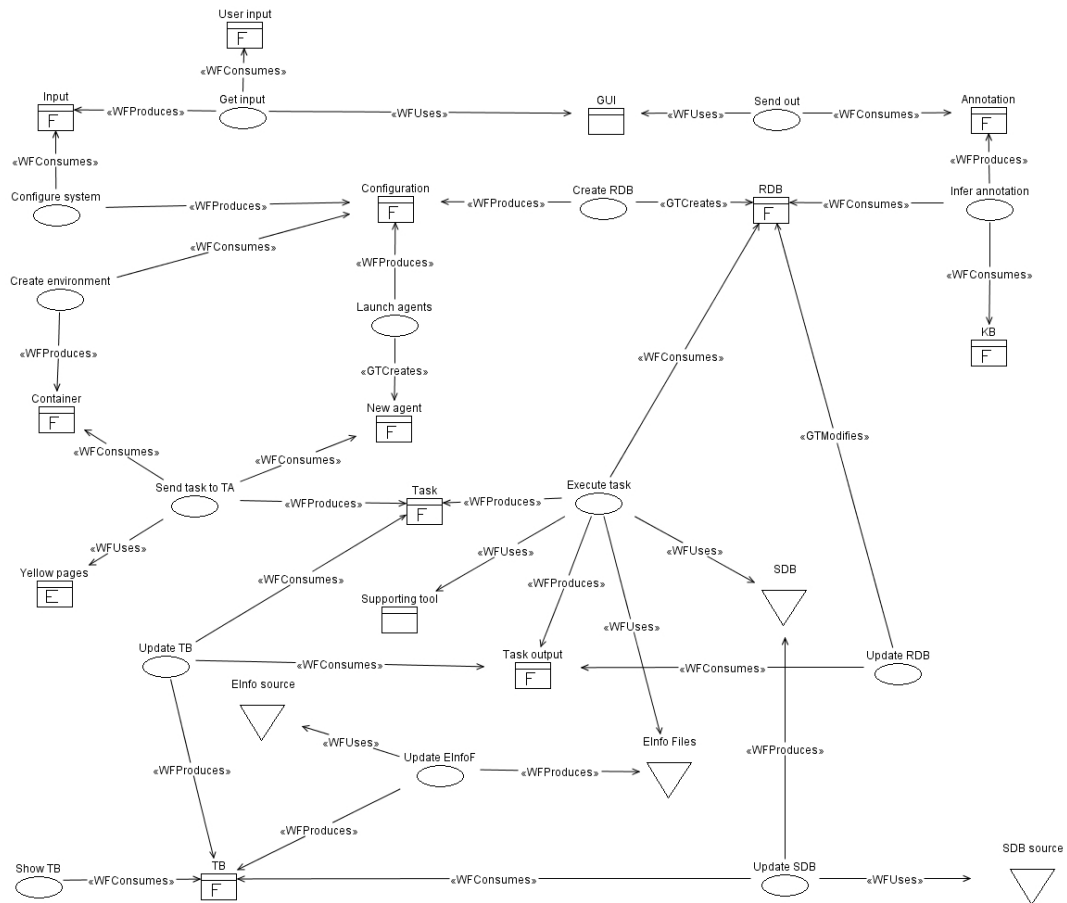 User input
F
«WFConsumes»
Input
F
«WFProduces»
Get input
«WFUses»
GUI
«WFUses»
Send out
«WFConsumes»
Annotation
F
«WFConsumes»
«WFProduces»
Configure system
«WFProduces»
Configuration
F
«WFProduces»
Create RDB
«GTCreates»
RDB
F
«WFConsumes»
Infer annotation
«WFConsumes»
«WFProduces»
«WFConsumes»
Create environment
Launch agents
KB
F
«WFProduces»
«WFConsumes»
«GTCreates»
Container
F
New agent
F
«GTModifies»
«WFConsumes»
«WFConsumes»
Send task to TA
«WFProduces»
Task
F
«WFProduces»
Execute task
«WFUses»
«WFUses»
«WFUses»
Yellow pages
E
«WFConsumes»
«WFProduces»
SDB
Supporting tool
«WFUses»
Update TB
«WFConsumes»
Task output
F
«WFConsumes»
Update RDB
EInfo source
«WFUses»
EInfo Files
«WFProduces»
Update EInfoF
«WFProduces»
«WFProduces»
«WFProduces»
Show TB
«WFConsumes»
TB
F
«WFConsumes»
Update SDB
«WFUses»
SDB source